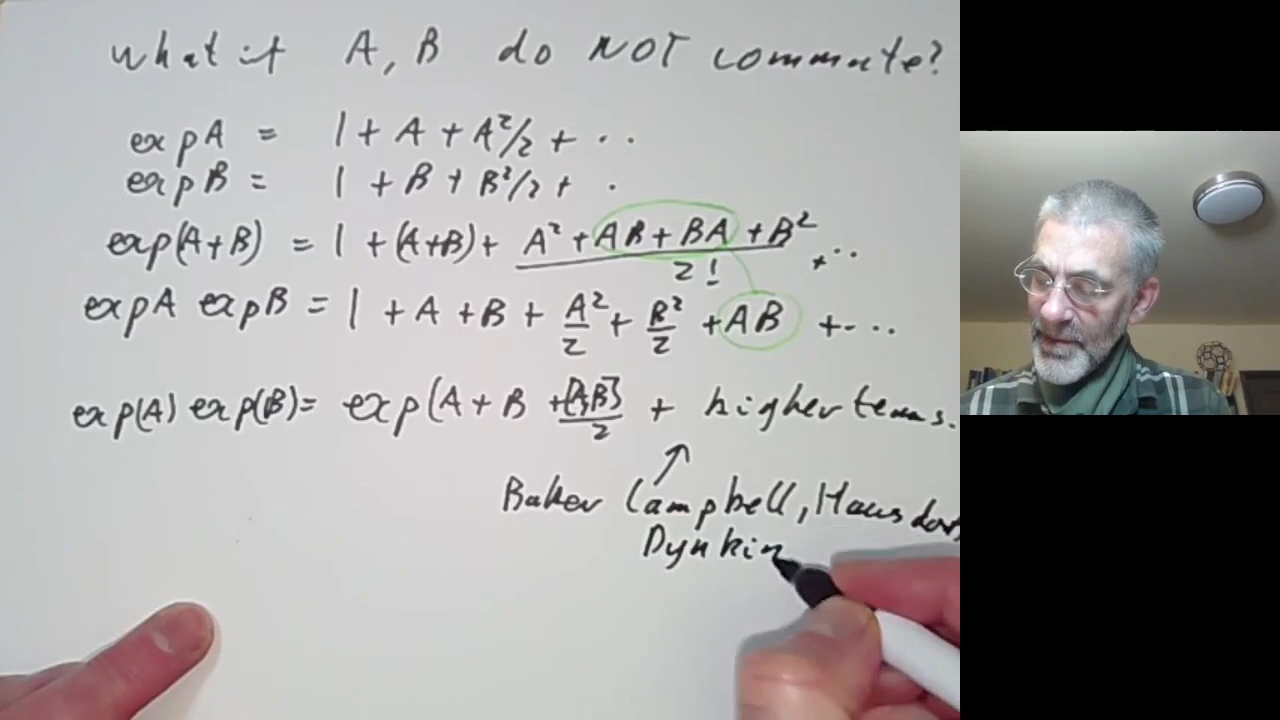 What if A, B do NOT commute?
exp A = 1 + A + A²/2 + ..
exp B = 1 + B + B²/2 + .
exp(A+B) = 1 + (A+B) + (A² + AB + BA + B²)/2! + ..
exp A exp B = 1 + A + B + A²/2 + B²/2 + AB + ...
exp(A) exp(B) = exp(A + B + [A,B]/2 + higher terms.
Baker Campbell, Hausdorf
Dynkin